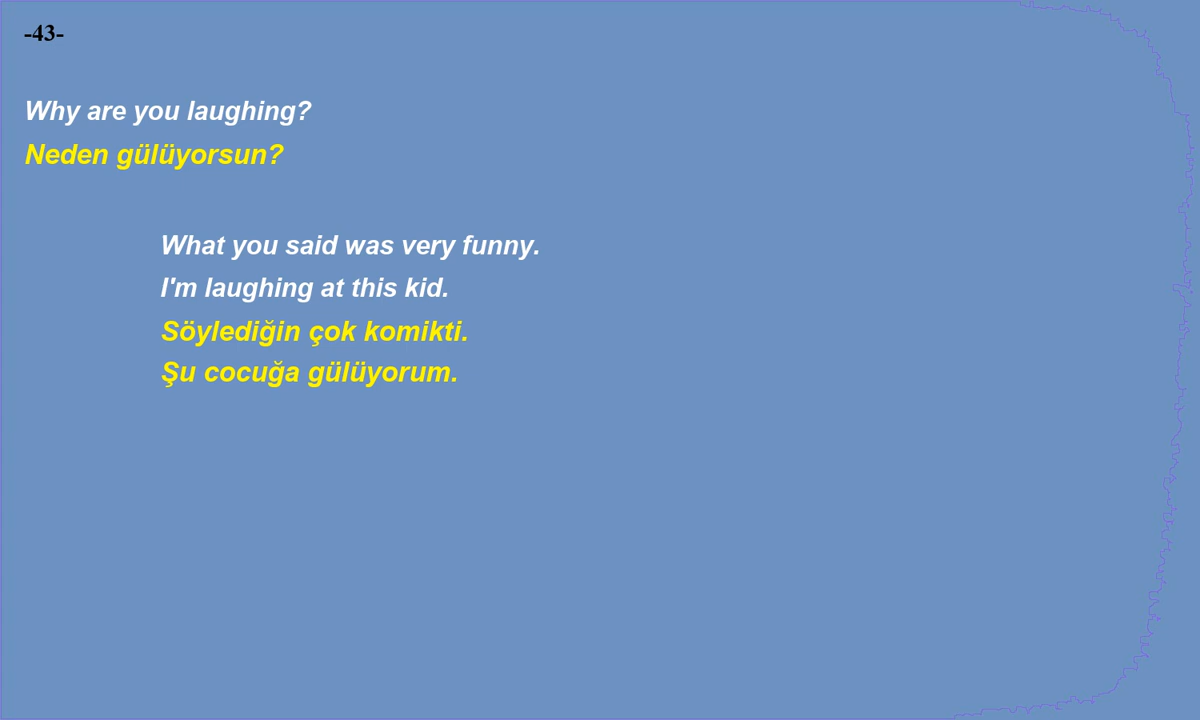 -43-
Why are you laughing?
Neden gülüyorsun?
What you said was very funny.
I'm laughing at this kid.
Söylediğin çok komikti.
Şu cocuğa gülüyorum.